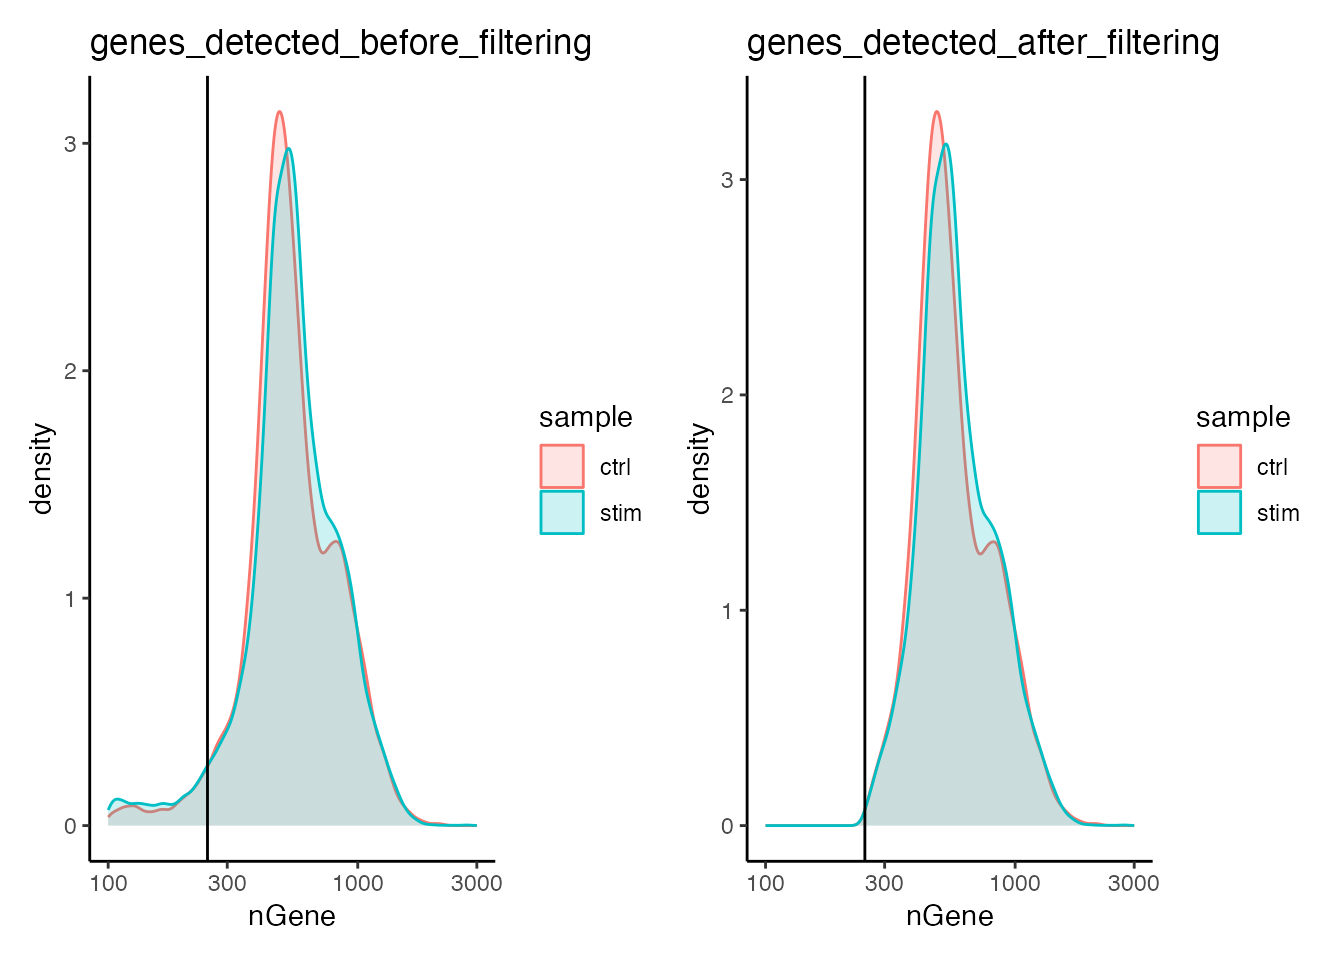 genes_detected_before_filtering
3
2
1
0
density
100 300 1000 3000
nGene
sample
ctrl
stim
genes_detected_after_filtering
3
2
1
0
density
100 300 1000 3000
nGene
sample
ctrl
stim